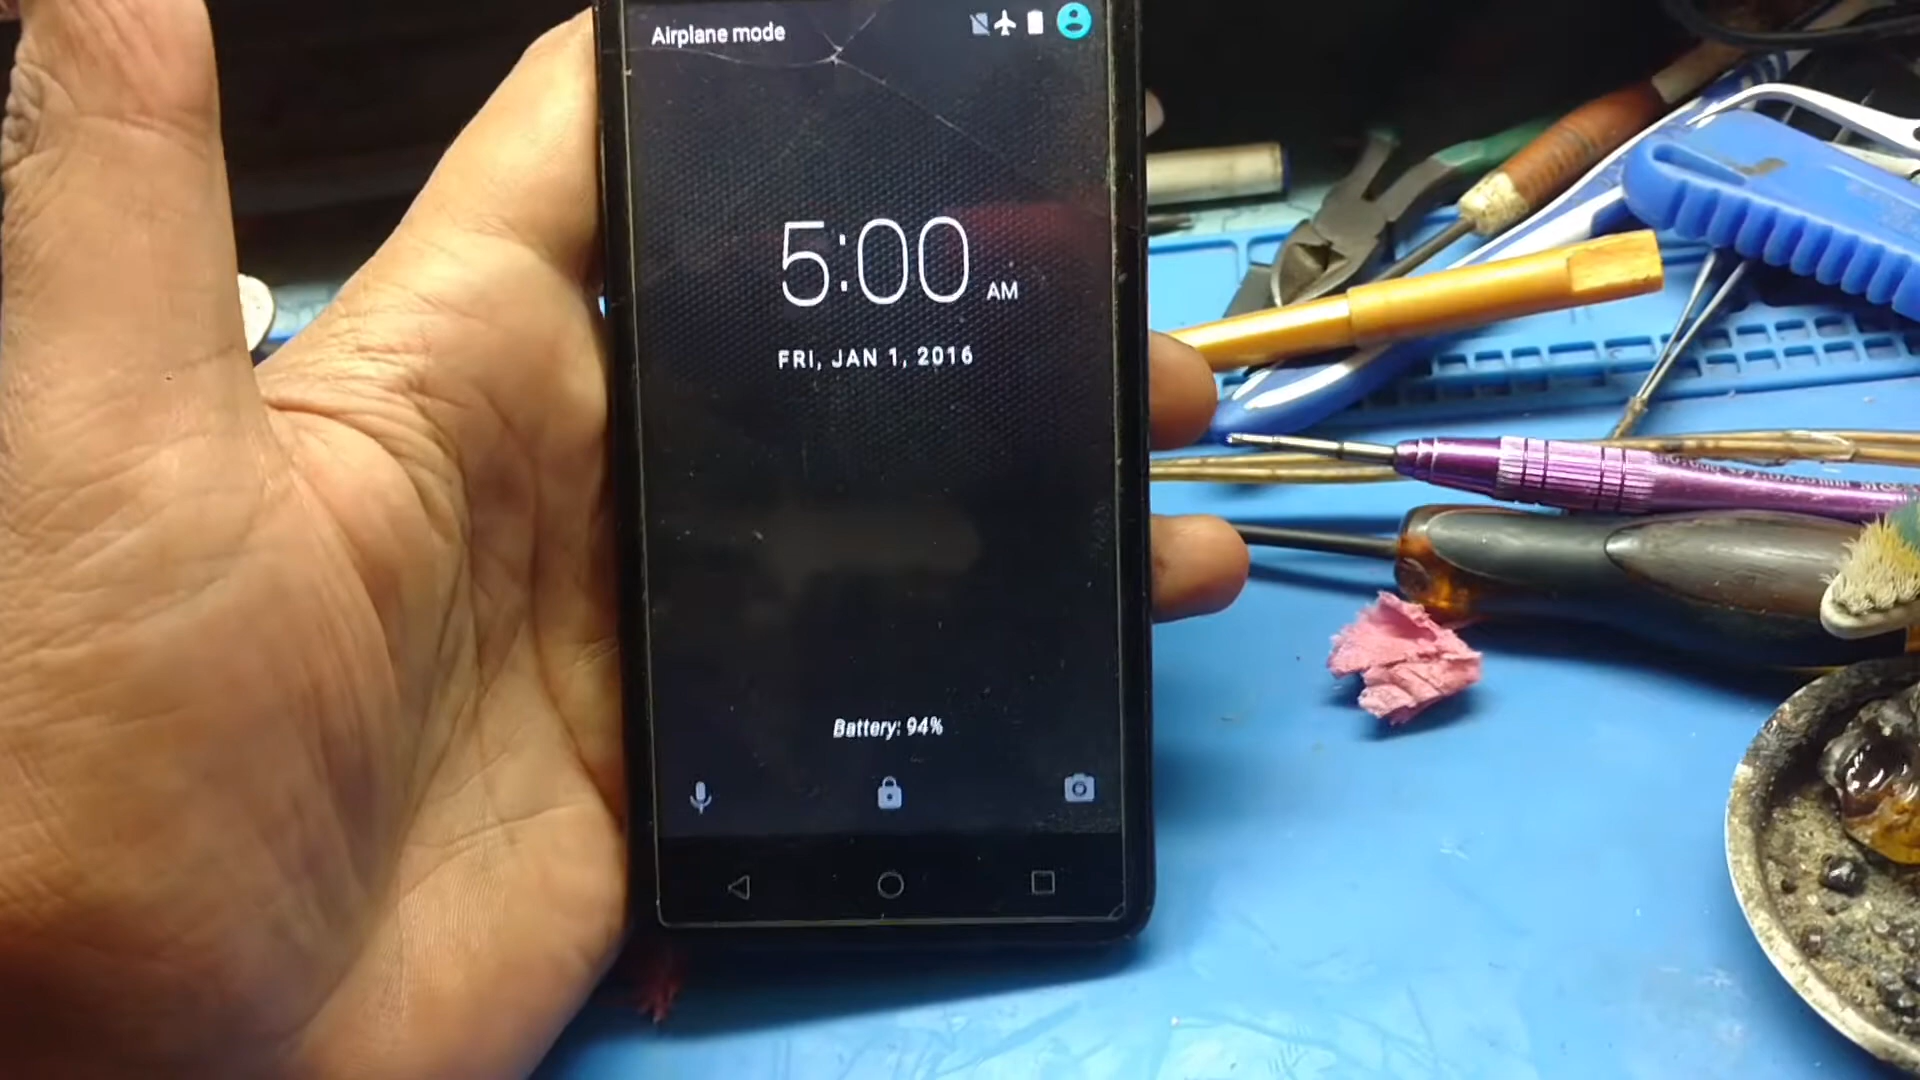 Airplane mode
5:00 AM
FRI, JAN 1, 2016
Battery: 94%